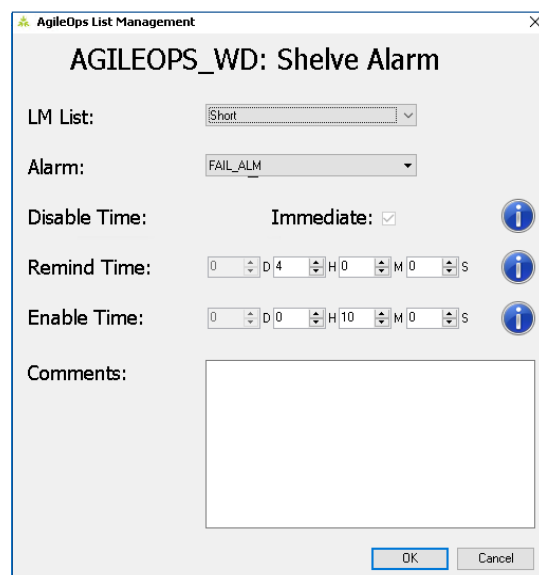 AgileOps List Management
AGILEOPS_WD: Shelve Alarm
LM List: Short
Alarm: FAIL_ALM
Disable Time: Immediate:
Remind Time: 0 D 4 H 0 M 0 S
Enable Time: 0 D 0 H 10 M 0 S
Comments:
OK Cancel